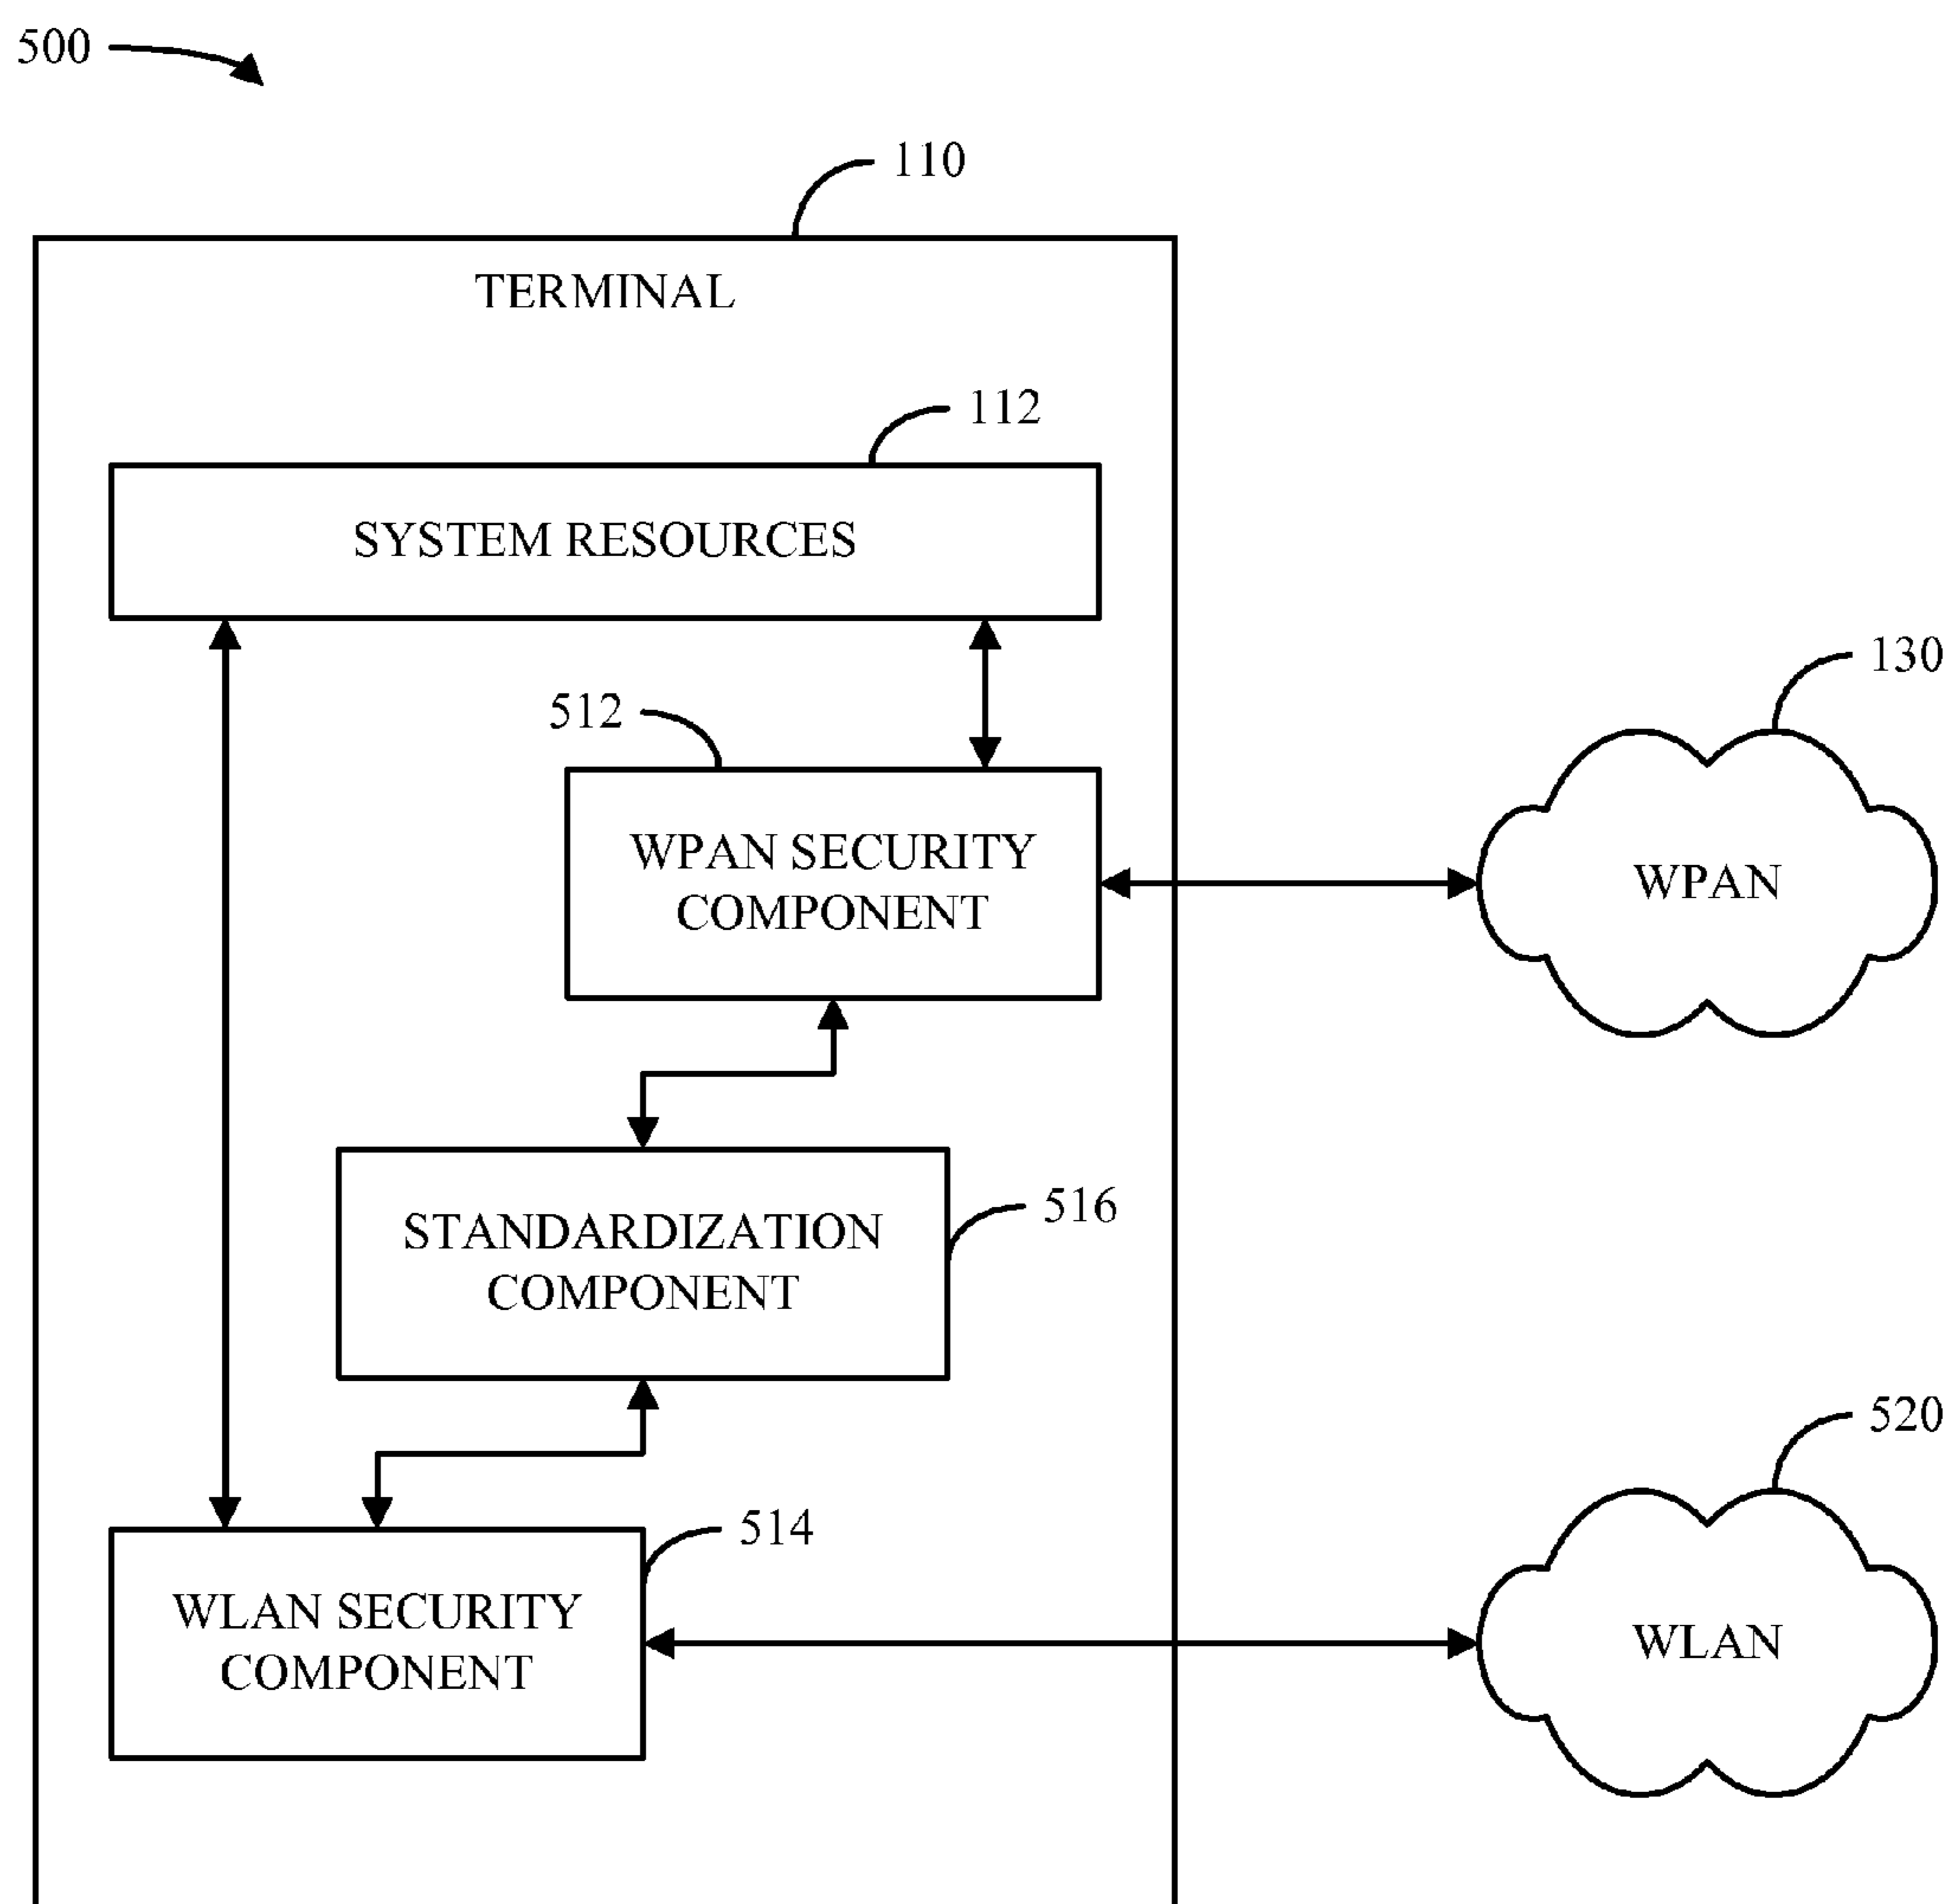 500
110
TERMINAL
112
SYSTEM RESOURCES
130
512
WPAN SECURITY
COMPONENT
WPAN
516
STANDARDIZATION
COMPONENT
520
514
WLAN SECURITY
COMPONENT
WLAN